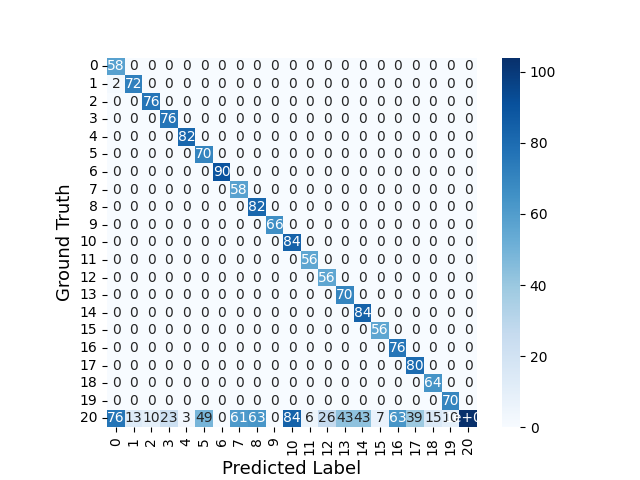 0 58 0 0 0 0 0 0 0 0 0 0 0 0 0 0 0 0 0 0 0 0
1 2 72 0 0 0 0 0 0 0 0 0 0 0 0 0 0 0 0 0 0 0
2 0 0 76 0 0 0 0 0 0 0 0 0 0 0 0 0 0 0 0 0 0
3 0 0 0 76 0 0 0 0 0 0 0 0 0 0 0 0 0 0 0 0 0
4 0 0 0 0 82 0 0 0 0 0 0 0 0 0 0 0 0 0 0 0 0
5 0 0 0 0 0 70 0 0 0 0 0 0 0 0 0 0 0 0 0 0 0
6 0 0 0 0 0 0 90 0 0 0 0 0 0 0 0 0 0 0 0 0 0
7 0 0 0 0 0 0 0 58 0 0 0 0 0 0 0 0 0 0 0 0 0
8 0 0 0 0 0 0 0 0 82 0 0 0 0 0 0 0 0 0 0 0 0
9 0 0 0 0 0 0 0 0 0 66 0 0 0 0 0 0 0 0 0 0 0
10 0 0 0 0 0 0 0 0 0 0 84 0 0 0 0 0 0 0 0 0 0
11 0 0 0 0 0 0 0 0 0 0 0 56 0 0 0 0 0 0 0 0 0
12 0 0 0 0 0 0 0 0 0 0 0 0 56 0 0 0 0 0 0 0 0
13 0 0 0 0 0 0 0 0 0 0 0 0 0 70 0 0 0 0 0 0 0
14 0 0 0 0 0 0 0 0 0 0 0 0 0 0 84 0 0 0 0 0 0
15 0 0 0 0 0 0 0 0 0 0 0 0 0 0 0 56 0 0 0 0 0
16 0 0 0 0 0 0 0 0 0 0 0 0 0 0 0 0 76 0 0 0 0
17 0 0 0 0 0 0 0 0 0 0 0 0 0 0 0 0 0 80 0 0 0
18 0 0 0 0 0 0 0 0 0 0 0 0 0 0 0 0 0 0 64 0 0
19 0 0 0 0 0 0 0 0 0 0 0 0 0 0 0 0 0 0 0 70 0
20 76 13 10 23 3 49 0 61 63 0 84 6 26 43 43 7 63 39 15 10
0 1 2 3 4 5 6 7 8 9 10 11 12 13 14 15 16 17 18 19 20
Predicted Label
Ground Truth
100
80
60
40
20
0